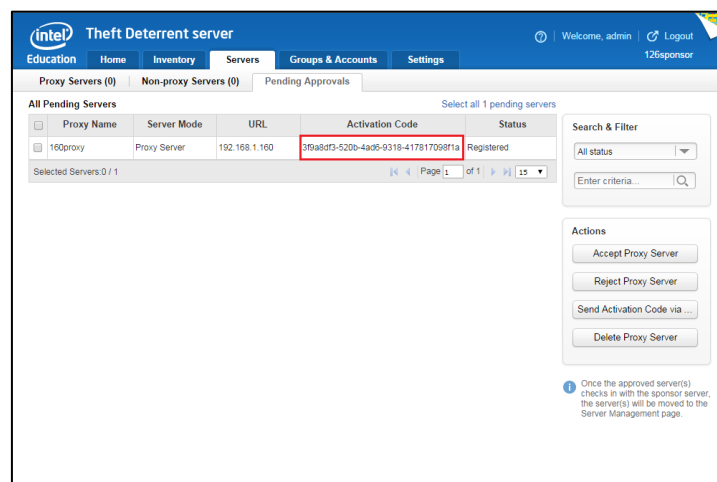 intel Education
Theft Deterrent server
Welcome, admin | Logout
126sponsor
Home Inventory Servers Groups & Accounts Settings
Proxy Servers (0) Non-proxy Servers (0) Pending Approvals
All Pending Servers
Select all 1 pending servers
Proxy Name Server Mode URL Activation Code Status
160proxy Proxy Server 192.168.1.160 3f9a8df3-520b-4ad6-9318-417817098f1a Registered
Selected Servers:0 / 1
Page 1 of 1 15
Search & Filter
All status
Enter criteria...
Actions
Accept Proxy Server
Reject Proxy Server
Send Activation Code via ...
Delete Proxy Server
Once the approved server(s)
checks in with the sponsor server,
the server(s) will be moved to the
Server Management page.